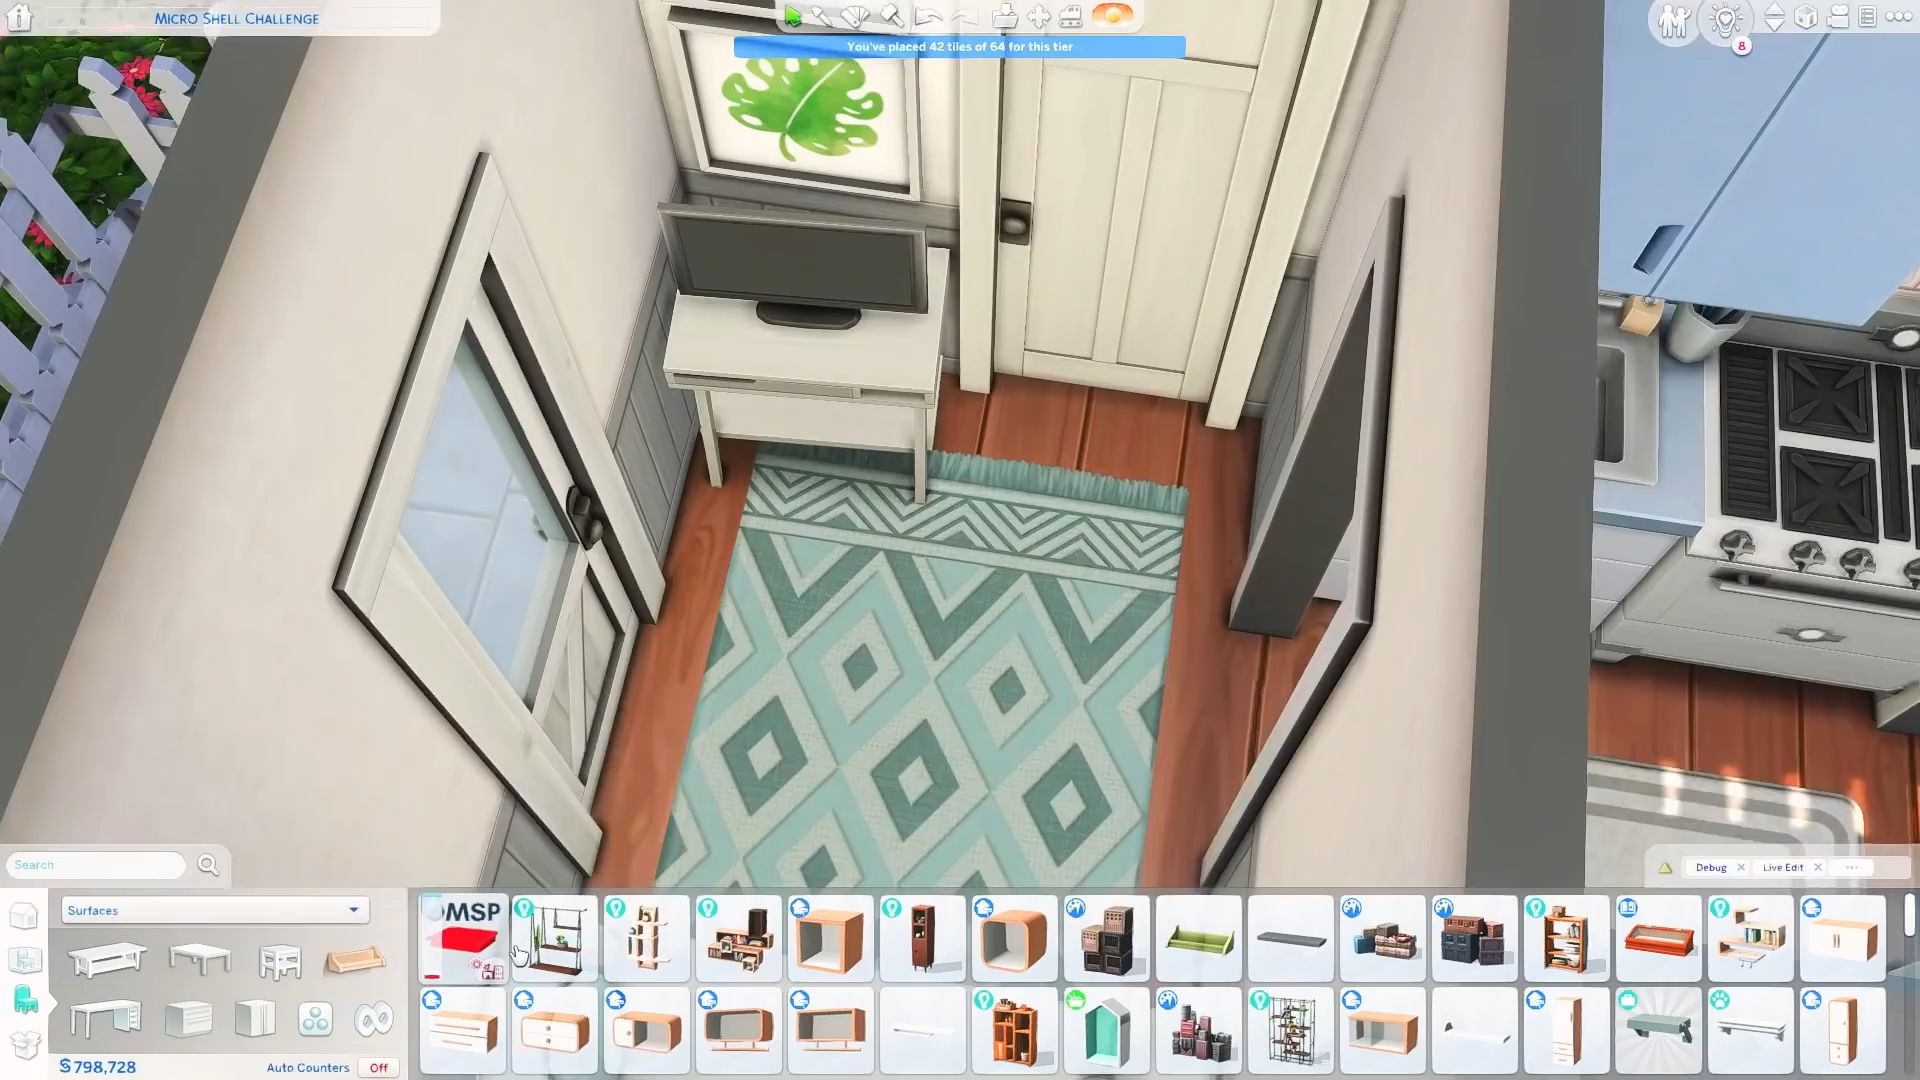 Micro Shell Challenge
You've placed 42 tiles of 64 for this tier
8
Search
Debug
Live Edit
Surfaces
OMSP
§798,728
Auto Counters
Off